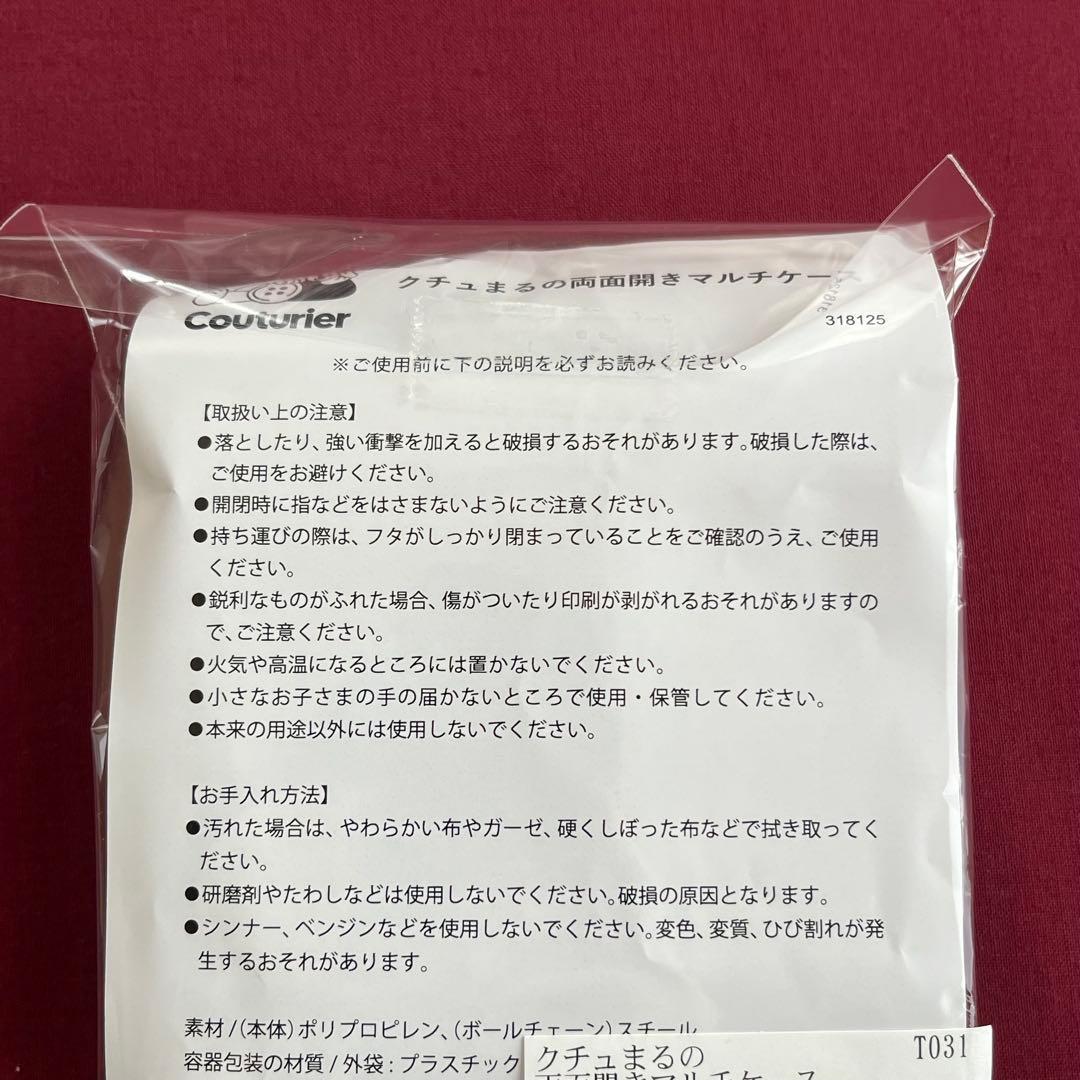 クチュまるの両面開きマルチケース
Couturier
318125
※ご使用前に下の説明を必ずお読みください。
【取扱い上の注意】
●落としたり、強い衝撃を加えると破損するおそれがあります。破損した際は、
ご使用をお避けください。
●開閉時に指などをはさまないようにご注意ください。
●持ち運びの際は、フタがしっかり閉まっていることをご確認のうえ、ご使用
ください。
●鋭利なものがふれた場合、傷がついたり印刷が剥がれるおそれがありますの
で、ご注意ください。
●火気や高温になるところには置かないでください。
●小さなお子さまの手の届かないところで使用・保管してください。
●本来の用途以外には使用しないでください。
【お手入れ方法】
●汚れた場合は、やわらかい布やガーゼ、硬くしぼった布などで拭き取ってく
ださい。
●研磨剤やたわしなどは使用しないでください。破損の原因となります。
●シンナー、ベンジンなどを使用しないでください。変色、変質、ひび割れが発
生するおそれがあります。
素材/(本体)ポリプロピレン、(ボールチェーン)スチール
容器包装の材質/外袋:プラスチック
クチュまるの
T031
両面開きマルチケース